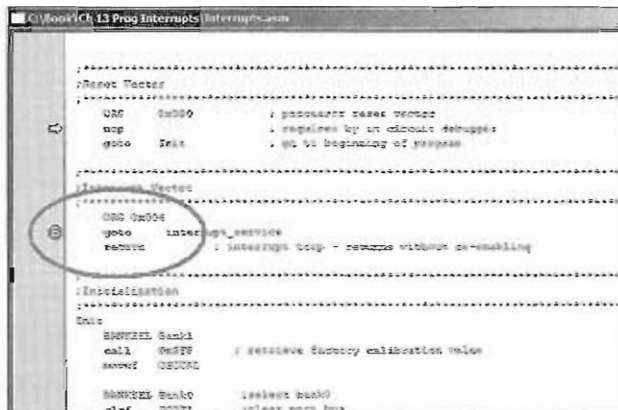 C:\Book\Ch 13 Prog Interrupts\Interrupts.asm
;Reset Vector
ORG 0x000 ; processor reset vector
nop ; required by in circuit debugger
goto Init ; go to beginning of program
;Interrupt Vector
ORG 0x004
goto interrupt_service
return ; interrupt trap - returns without re-enabling
;Initialization
Init
BANKSEL Bank1
call 0x3FF ; retrieve factory calibration value
movwf OSCCAL
BANKSEL Bank0 ;select bank0
clrf ;clear port bus